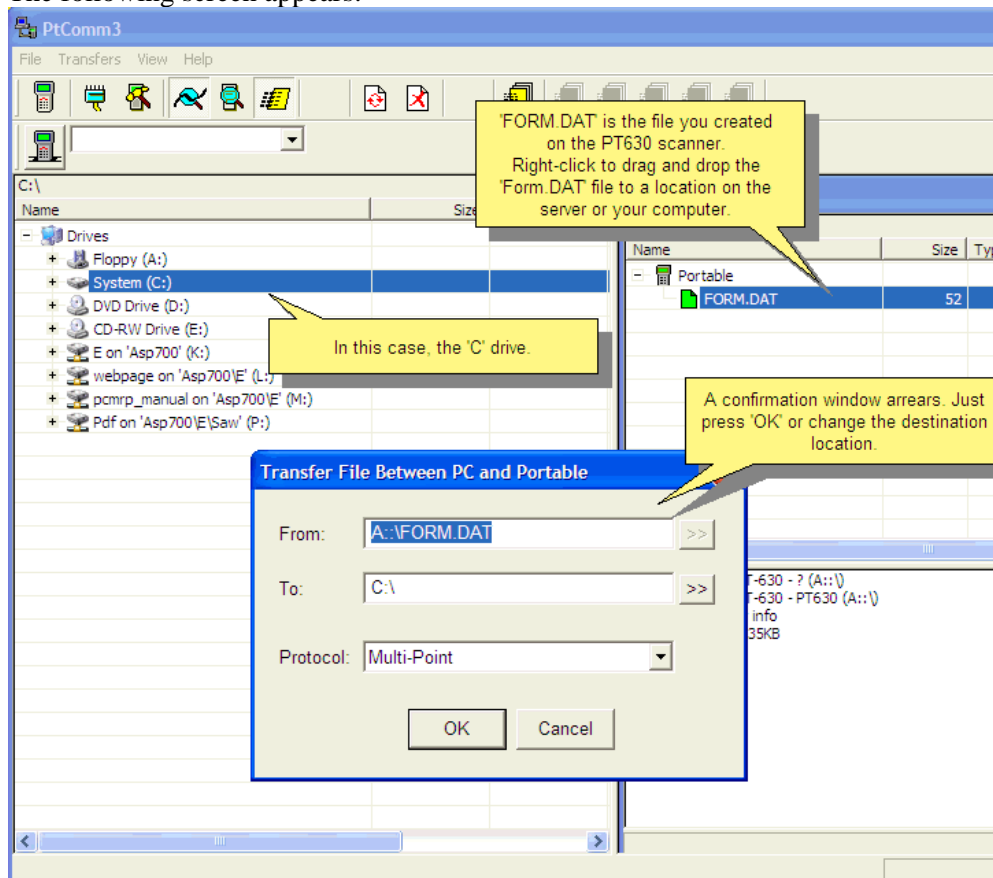 The following screen appears:
PtComm3
File Transfers View Help
'FORM.DAT' is the file you created
on the PT630 scanner.
Right-click to drag and drop the
'Form.DAT' file to a location on the
server or your computer.
C:\
Name Size
Drives
Floppy (A:)
System (C:)
DVD Drive (D:)
CD-RW Drive (E:)
E on 'Asp700' (K:)
webpage on 'Asp700\E' (L:)
pcmrp_manual on 'Asp700\E' (M:)
Pdf on 'Asp700\E\Saw' (P:)
In this case, the 'C' drive.
Name Size Typ
Portable
FORM.DAT 52
A confirmation window arrears. Just
press 'OK' or change the destination
location.
Transfer File Between PC and Portable
From: A::\FORM.DAT >>
To: C:\ >>
Protocol: Multi-Point
OK Cancel
T-630 - ? (A::\)
T-630 - PT630 (A::\)
info
35KB